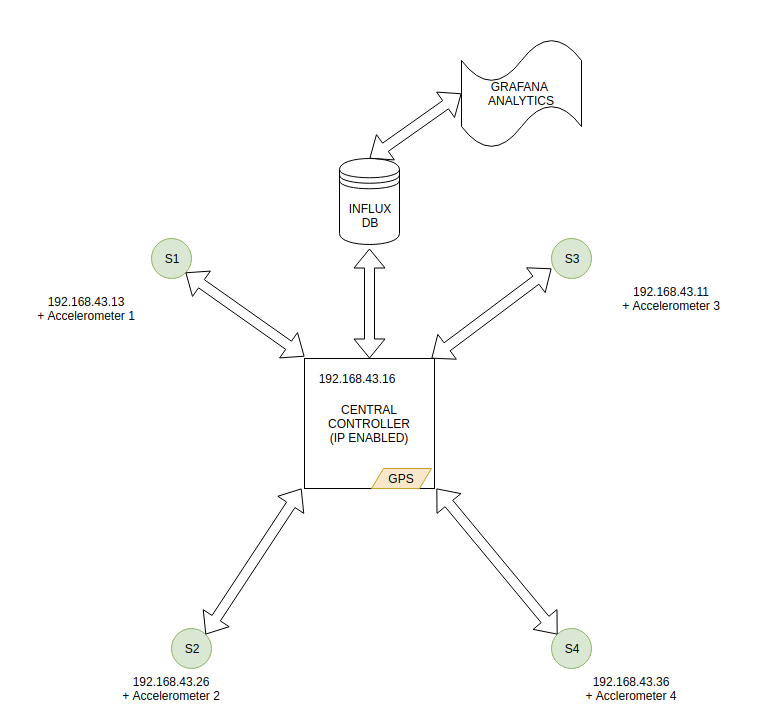 GRAFANA
ANALYTICS
INFLUX
DB
S1
S3
192.168.43.13
+ Accelerometer 1
192.168.43.11
+ Accelerometer 3
192.168.43.16
CENTRAL
CONTROLLER
(IP ENABLED)
GPS
S2
S4
192.168.43.26
+ Accelerometer 2
192.168.43.36
+ Acclerometer 4